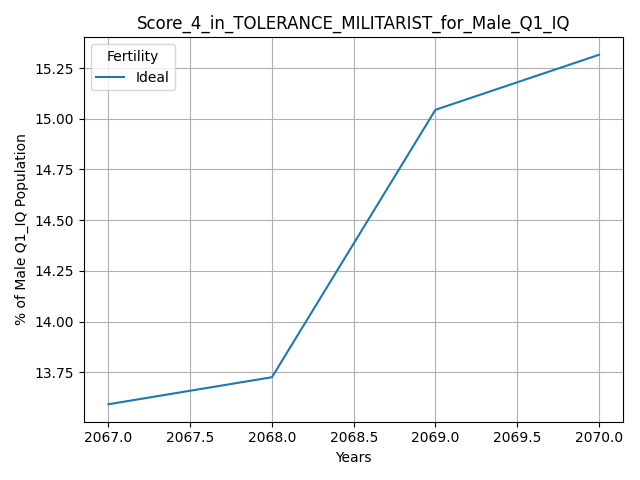 Score_4_in_TOLERANCE_MILITARIST_for_Male_Q1_IQ
Fertility
Ideal
% of Male Q1_IQ Population
15.25
15.00
14.75
14.50
14.25
14.00
13.75
2067.0 2067.5 2068.0 2068.5 2069.0 2069.5 2070.0
Years